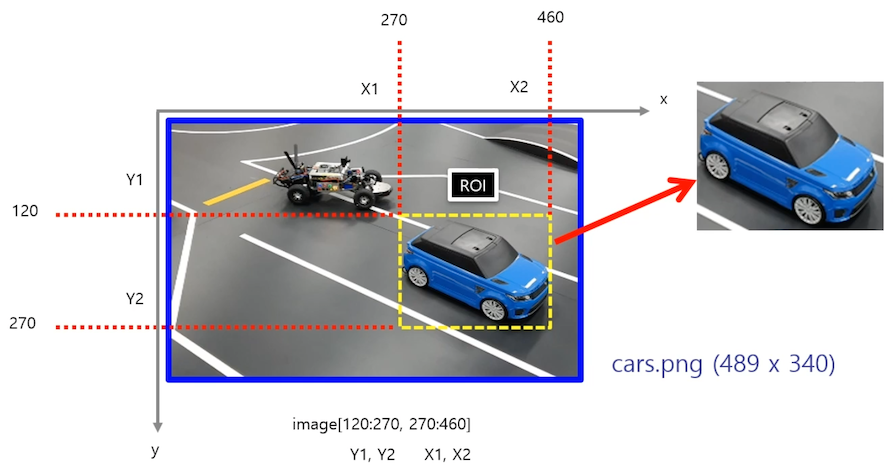 270
460
X1
X2
x
Y1
ROI
120
Y2
270
cars.png (489 x 340)
image[120:270, 270:460]
y
Y1, Y2
X1, X2